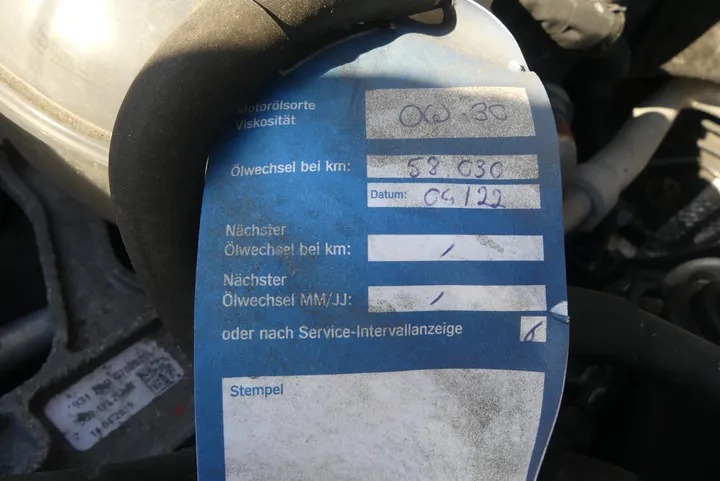 Motorölsorte
Viskosität
0W-30
Ölwechsel bei km: 58.030
Datum: 04/22
Nächster
Ölwechsel bei km: /
Nächster
Ölwechsel MM/JJ: /
oder nach Service-Intervallanzeige
Stempel